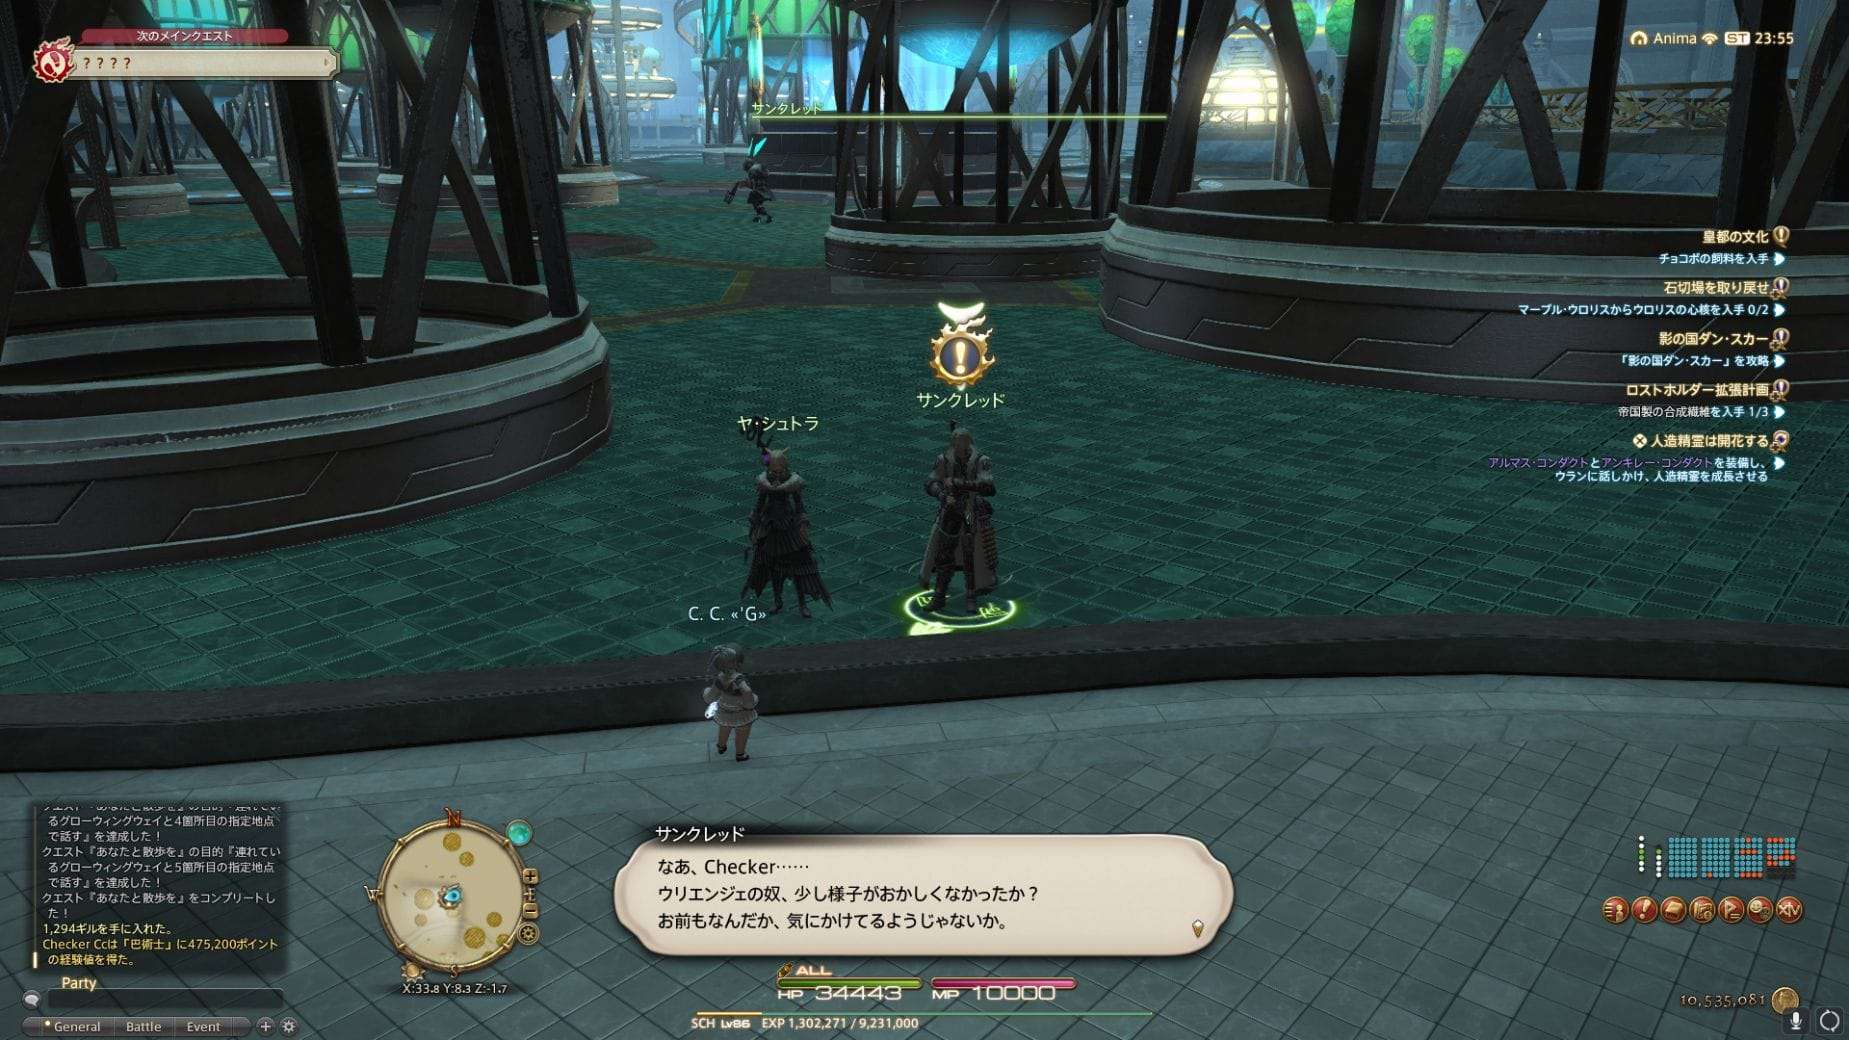 次のメインクエスト
????
Anima ST 23:55
サンクレッド
皇都の文化
チョコボの飼料を入手
石切場を取り戻せ
マーブル・ウロリスからウロリスの心核を入手 0/2
影の国ダン・スカー
「影の国ダン・スカー」を攻略
ロストホルダー拡張計画
帝国製の合成繊維を入手 1/3
人造精霊は開花する
アルマス・コンダクトとアンキレー・コンダクトを装備し、
ウランに話しかけ、人造精霊を成長させる
サンクレッド
ヤ・シュトラ
C. C. «'G»
クエスト『あなたと散歩を』の目的『連れてい
るグローウィングウェイと4箇所目の指定地点
で話す』を達成した！
クエスト『あなたと散歩を』の目的『連れてい
るグローウィングウェイと5箇所目の指定地点
で話す』を達成した！
クエスト『あなたと散歩を』をコンプリートし
た！
1,294ギルを手に入れた。
Checker Ccは「巴術士」に475,200ポイント
の経験値を得た。
Party
General Battle Event
N
W
S
X:33.8 Y:8.3 Z:-1.7
サンクレッド
なあ、Checker……
ウリエンジェの奴、少し様子がおかしくなかったか？
お前もなんだか、気にかけてるようじゃないか。
ALL
HP 34443 MP 10000
SCH Lv86 EXP 1,302,271 / 9,231,000
XIV
10,535,081